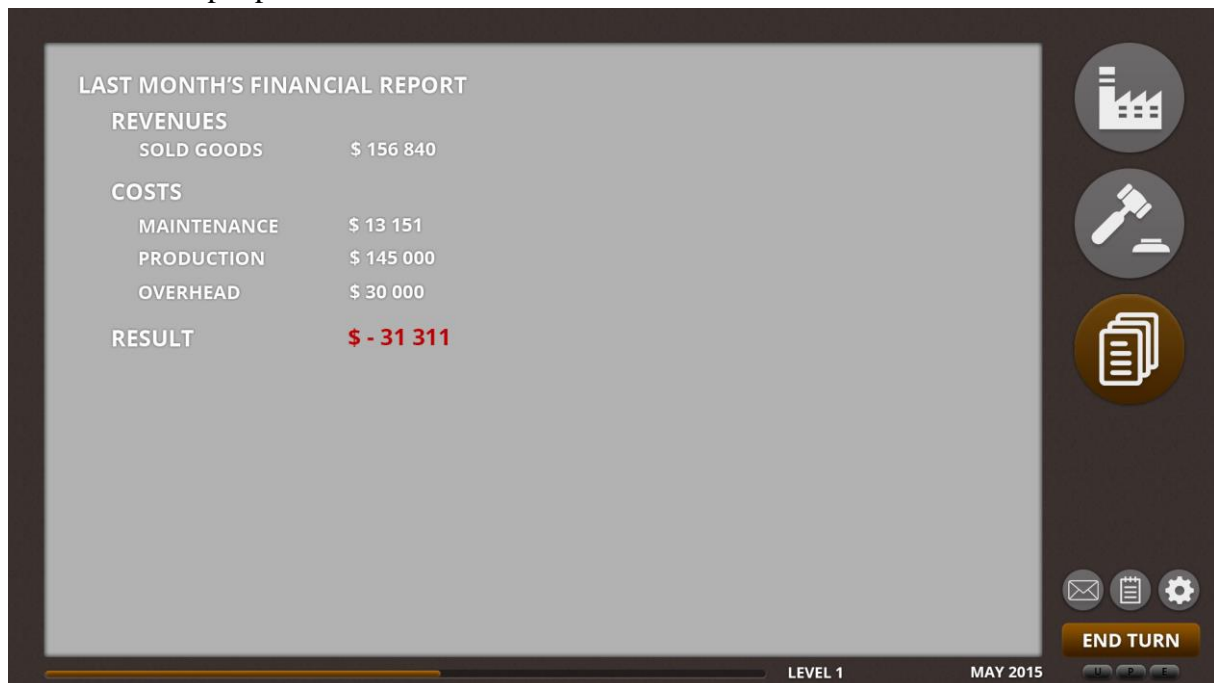 LAST MONTH'S FINANCIAL REPORT
REVENUES
SOLD GOODS $ 156 840
COSTS
MAINTENANCE $ 13 151
PRODUCTION $ 145 000
OVERHEAD $ 30 000
RESULT $ - 31 311
END TURN
LEVEL 1 MAY 2015 U P E